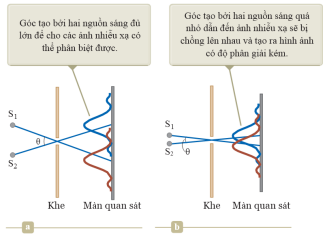 Góc tạo bởi hai nguồn sáng đủ
lớn để cho các ảnh nhiễu xạ có
thể phân biệt được.
Góc tạo bởi hai nguồn sáng quá
nhỏ dẫn đến ảnh nhiễu xạ sẽ bị
chồng lên nhau và tạo ra hình ảnh
có độ phân giải kém.
S1
θ
S2
Khe
Màn quan sát
a
S1
S2
θ
Khe
Màn quan sát
b